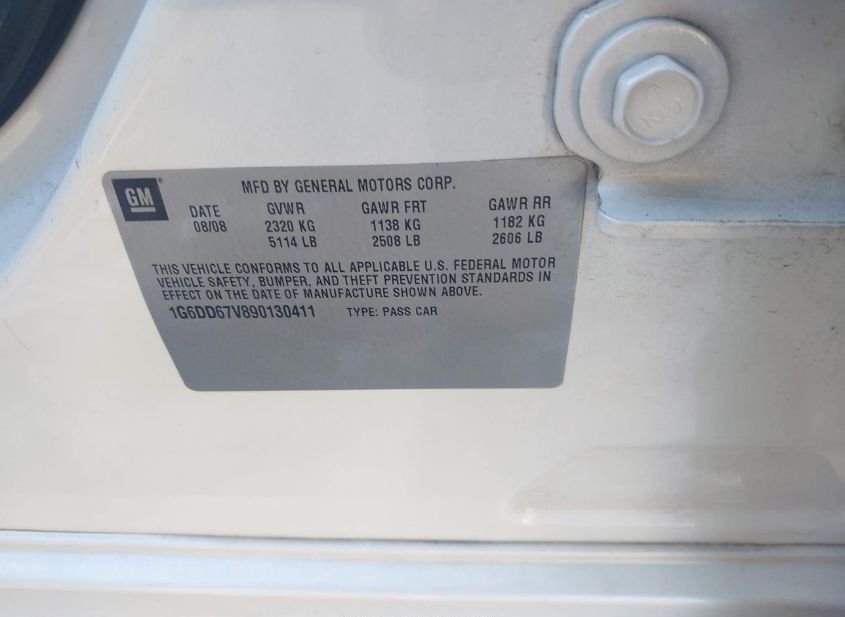 GM
MFD BY GENERAL MOTORS CORP.
DATE GVWR GAWR FRT GAWR RR
08/08 2320 KG 1138 KG 1182 KG
5114 LB 2508 LB 2606 LB
THIS VEHICLE CONFORMS TO ALL APPLICABLE U.S. FEDERAL MOTOR
VEHICLE SAFETY, BUMPER, AND THEFT PREVENTION STANDARDS IN
EFFECT ON THE DATE OF MANUFACTURE SHOWN ABOVE.
1G6DD67V890130411 TYPE: PASS CAR